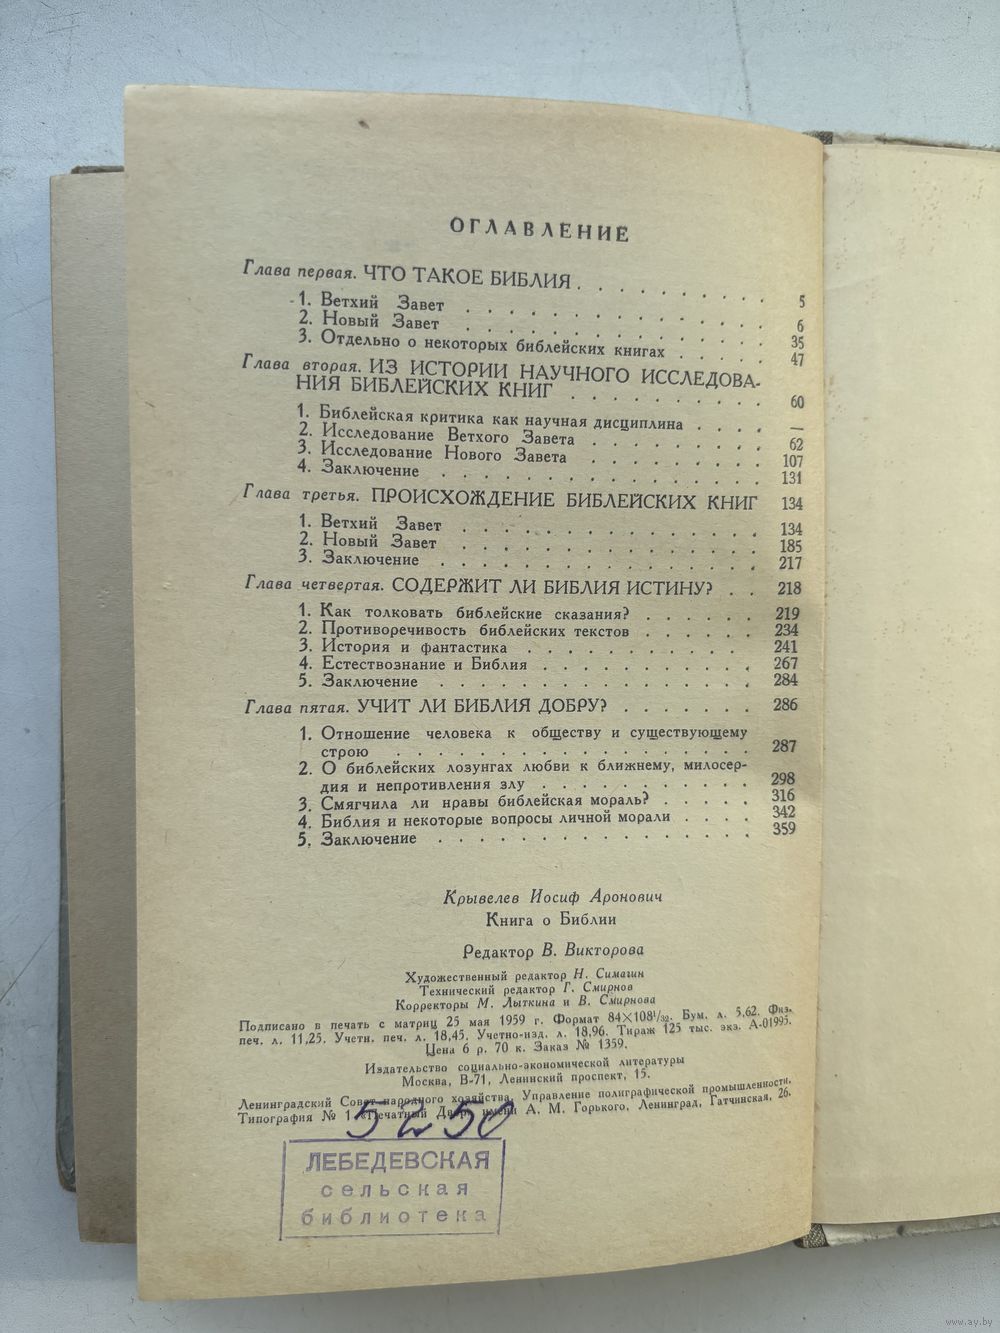 ОГЛАВЛЕНИЕ
Глава первая. ЧТО ТАКОЕ БИБЛИЯ . . . . . . . . 5
1. Ветхий Завет . . . . . . . . . . . . . 6
2. Новый Завет . . . . . . . . . . . . . 35
3. Отдельно о некоторых библейских книгах . . . . . 47
Глава вторая. ИЗ ИСТОРИИ НАУЧНОГО ИССЛЕДОВА-
НИЯ БИБЛЕЙСКИХ КНИГ . . . . . . . . . 60
1. Библейская критика как научная дисциплина . . . . —
2. Исследование Ветхого Завета . . . . . . . . 62
3. Исследование Нового Завета . . . . . . . . 107
4. Заключение . . . . . . . . . . . . . . 131
Глава третья. ПРОИСХОЖДЕНИЕ БИБЛЕЙСКИХ КНИГ 134
1. Ветхий Завет . . . . . . . . . . . . . 134
2. Новый Завет . . . . . . . . . . . . . 185
3. Заключение . . . . . . . . . . . . . . 217
Глава четвертая. СОДЕРЖИТ ЛИ БИБЛИЯ ИСТИНУ? . . 218
1. Как толковать библейские сказания? . . . . . . 219
2. Противоречивость библейских текстов . . . . . . 234
3. История и фантастика . . . . . . . . . . 241
4. Естествознание и Библия . . . . . . . . . 267
5. Заключение . . . . . . . . . . . . . . 284
Глава пятая. УЧИТ ЛИ БИБЛИЯ ДОБРУ? . . . . . . . 286
1. Отношение человека к обществу и существующему
строю . . . . . . . . . . . . . . . . 287
2. О библейских лозунгах любви к ближнему, милосер-
дия и непротивления злу . . . . . . . . . . 298
3. Смягчила ли нравы библейская мораль? . . . . . 316
4. Библия и некоторые вопросы личной морали . . . . 342
5. Заключение . . . . . . . . . . . . . . 359
Крывелев Иосиф Аронович
Книга о Библии
Редактор В. Викторова
Художественный редактор Н. Симагин
Технический редактор Г. Смирнов
Корректоры М. Лыткина и В. Смирнова
Подписано в печать с матриц 25 мая 1959 г. Формат 84×108¹/₃₂. Бум. л. 5,62. Физ.
печ. л. 11,25. Учетн. печ. л. 18,45. Учетно-изд. л. 18,96. Тираж 125 тыс. экз. А-01995.
Цена 6 р. 70 к. Заказ № 1359.
Издательство социально-экономической литературы
Москва, В-71, Ленинский проспект, 15.
Ленинградский Совет народного хозяйства. Управление полиграфической промышленности.
Типография № 1 «Печатный Двор» имени А. М. Горького, Ленинград, Гатчинская, 26.
5250
ЛЕБЕДЕВСКАЯ
сельская
библиотека
www.ay.by